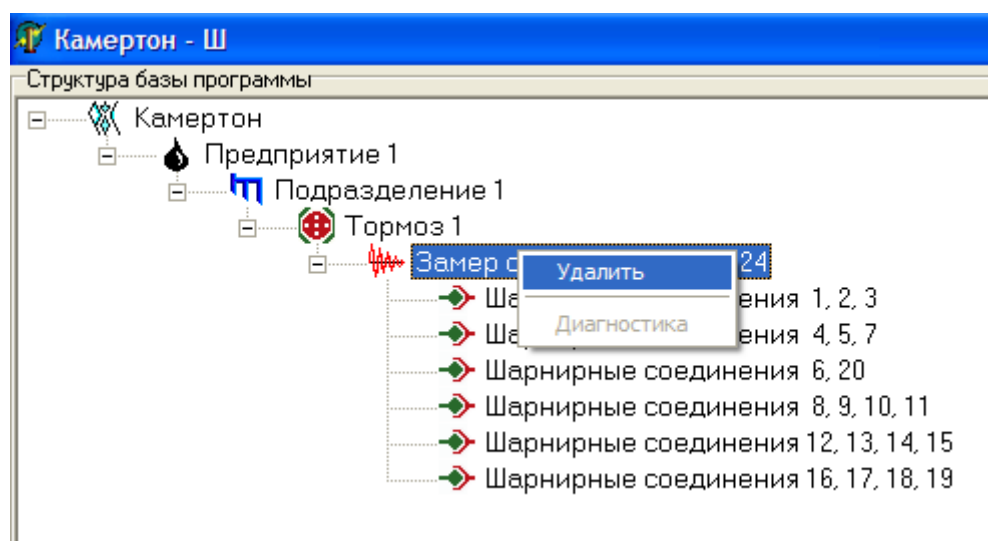 Камертон - Ш
Структура базы программы
Камертон
Предприятие 1
Подразделение 1
Тормоз 1
Замер 24
Удалить
Диагностика
ения 1, 2, 3
ения 4, 5, 7
Шарнирные соединения 6, 20
Шарнирные соединения 8, 9, 10, 11
Шарнирные соединения 12, 13, 14, 15
Шарнирные соединения 16, 17, 18, 19